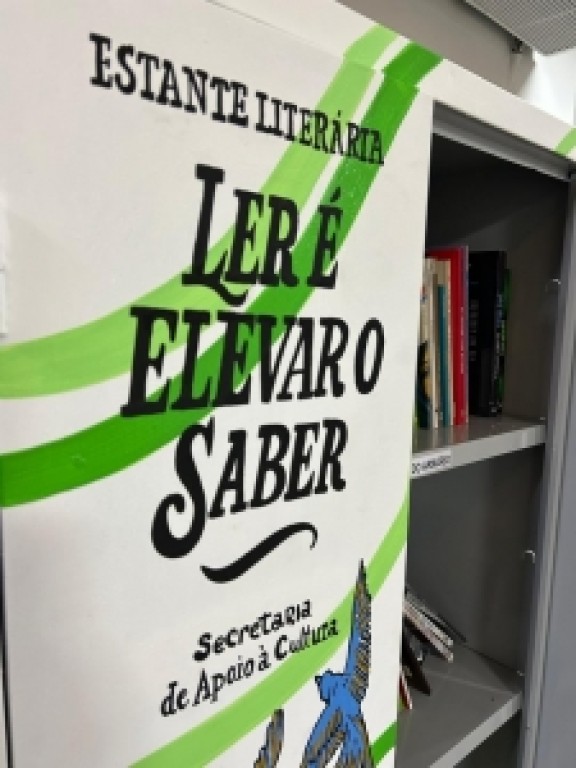 ESTANTE LITERÁRIA
LER É
ELEVAR O
SABER
Secretaria
de Apoio à Cultura